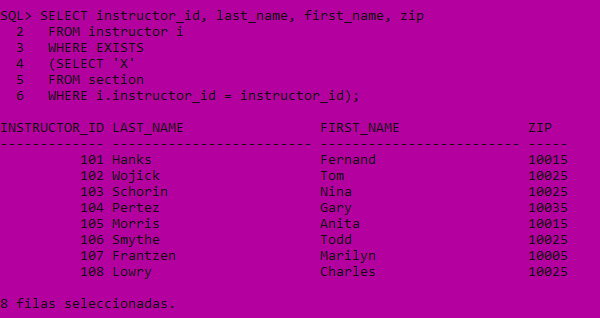 SQL> SELECT instructor_id, last_name, first_name, zip
  2   FROM instructor i
  3   WHERE EXISTS
  4   (SELECT 'X'
  5   FROM section
  6   WHERE i.instructor_id = instructor_id);
INSTRUCTOR_ID LAST_NAME                 FIRST_NAME                ZIP
------------- ------------------------- ------------------------- -----
          101 Hanks                     Fernand                   10015
          102 Wojick                    Tom                       10025
          103 Schorin                   Nina                      10025
          104 Pertez                    Gary                      10035
          105 Morris                    Anita                     10015
          106 Smythe                    Todd                      10025
          107 Frantzen                  Marilyn                   10005
          108 Lowry                     Charles                   10025
8 filas seleccionadas.